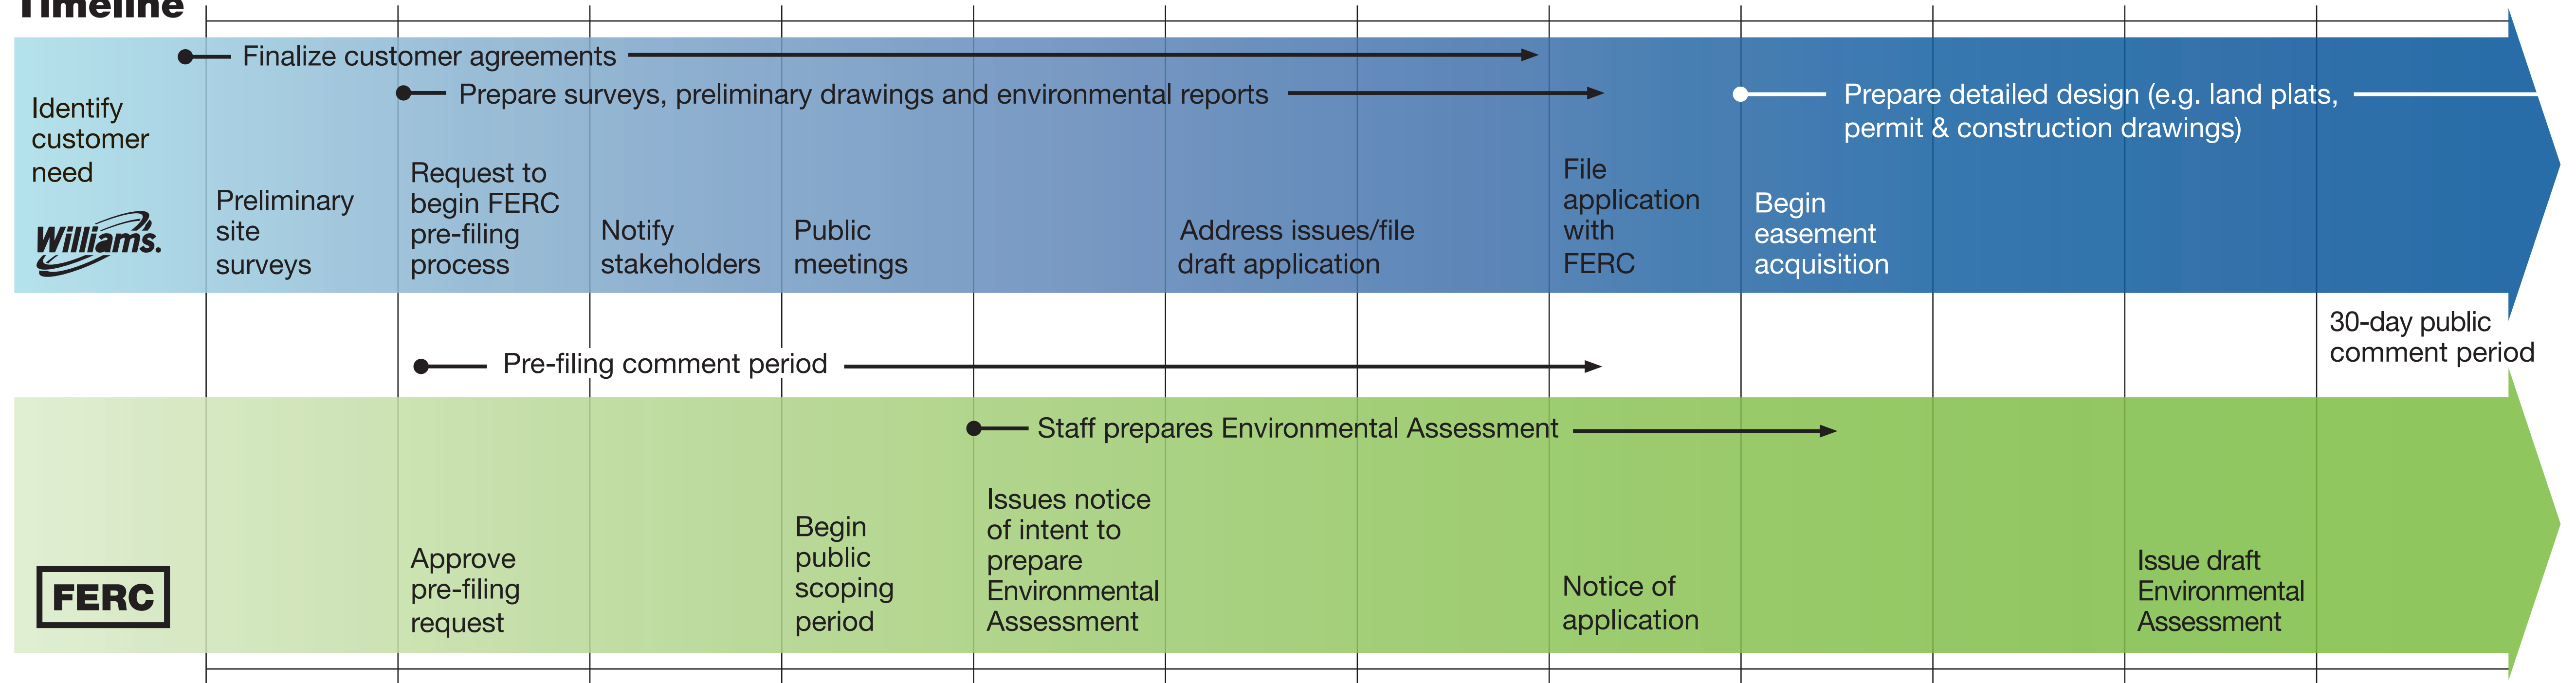 Timeline
Finalize customer agreements
Prepare surveys, preliminary drawings and environmental reports
Prepare detailed design (e.g. land plats,
permit & construction drawings)
Identify
customer
need
Williams.
Preliminary
site
surveys
Request to
begin FERC
pre-filing
process
Notify
stakeholders
Public
meetings
Address issues/file
draft application
File
application
with
FERC
Begin
easement
acquisition
30-day public
comment period
Pre-filing comment period
Staff prepares Environmental Assessment
FERC
Approve
pre-filing
request
Begin
public
scoping
period
Issues notice
of intent to
prepare
Environmental
Assessment
Notice of
application
Issue draft
Environmental
Assessment